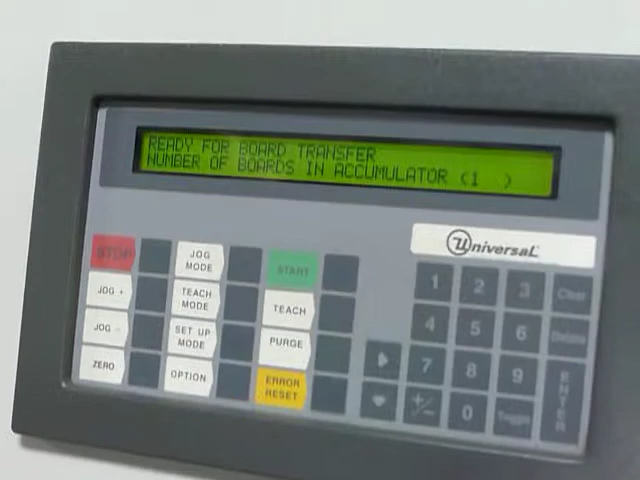 READY FOR BOARD TRANSFER
NUMBER OF BOARDS IN ACCUMULATOR (1  )
Universal
STOP
JOG MODE
START
1 2 3 Clear
JOG +
TEACH MODE
TEACH
4 5 6 Delete
JOG -
SET UP MODE
PURGE
7 8 9
ZERO
OPTION
ERROR RESET
+/- 0 Toggle
ENTER